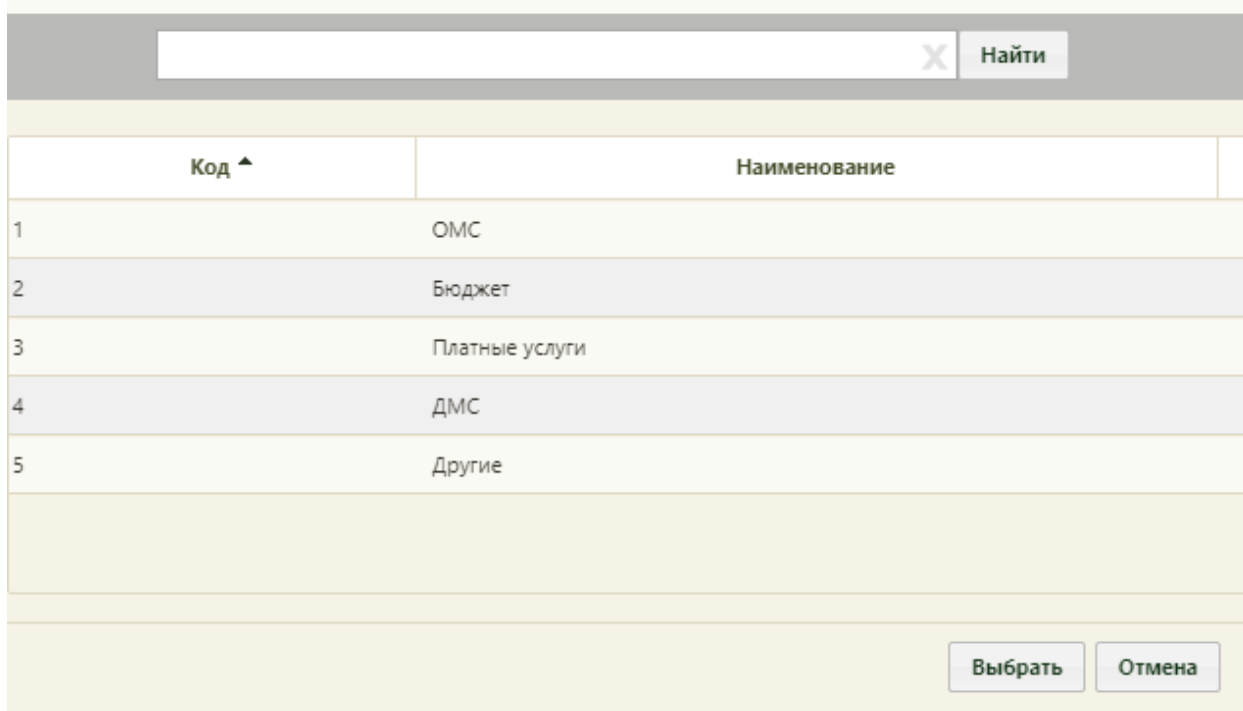 X Найти
Код Наименование
1 ОМС
2 Бюджет
3 Платные услуги
4 ДМС
5 Другие
Выбрать Отмена